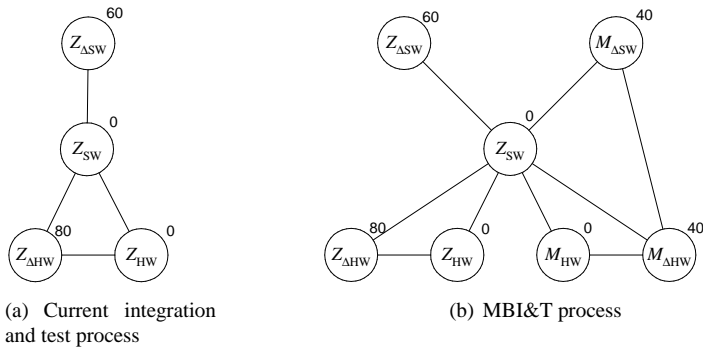 60
Z_ΔSW
0
Z_SW
80
Z_ΔHW
0
Z_HW
(a) Current integration
and test process
60
Z_ΔSW
40
M_ΔSW
0
Z_SW
80
Z_ΔHW
0
Z_HW
0
M_HW
40
M_ΔHW
(b) MBI&T process